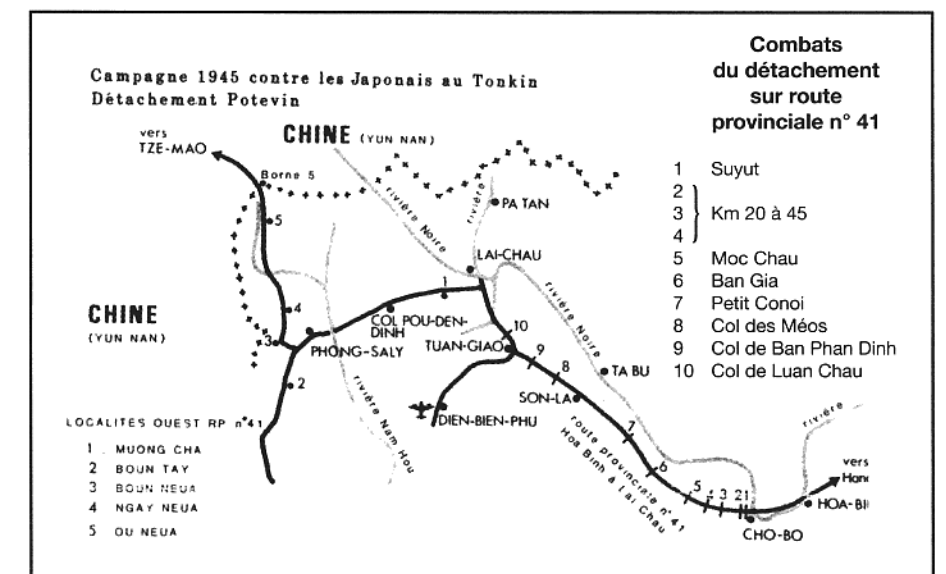 Campagne 1945 contre les Japonais au Tonkin
Détachement Potevin
Combats
du détachement
sur route
provinciale n° 41
1 Suyut
2
3 Km 20 à 45
4
5 Moc Chau
6 Ban Gia
7 Petit Conoi
8 Col des Méos
9 Col de Ban Phan Dinh
10 Col de Luan Chau
vers
TZE-MAO
CHINE (YUN NAN)
Borne 5
rivière Noire
rivière
PA TAN
LAI-CHAU
5
1
4
COL POU-DEN-
DINH
3
PHONG-SALY
2
10
TUAN-GIAO
9
8
rivière Noire
TA BU
SON-LA
DIEN-BIEN-PHU
rivière Nam Hou
CHINE
(YUN NAN)
7
6
route provinciale n° 41
Hoa Binh à Lai Chau
5
4
3
2
1
rivière
vers
HOA-BI
CHO-BO
LOCALITES OUEST RP n°41
1 . MUONG CHA
2 BOUN TAY
3 BOUN NEUA
4 NGAY NEUA
5 OU NEUA